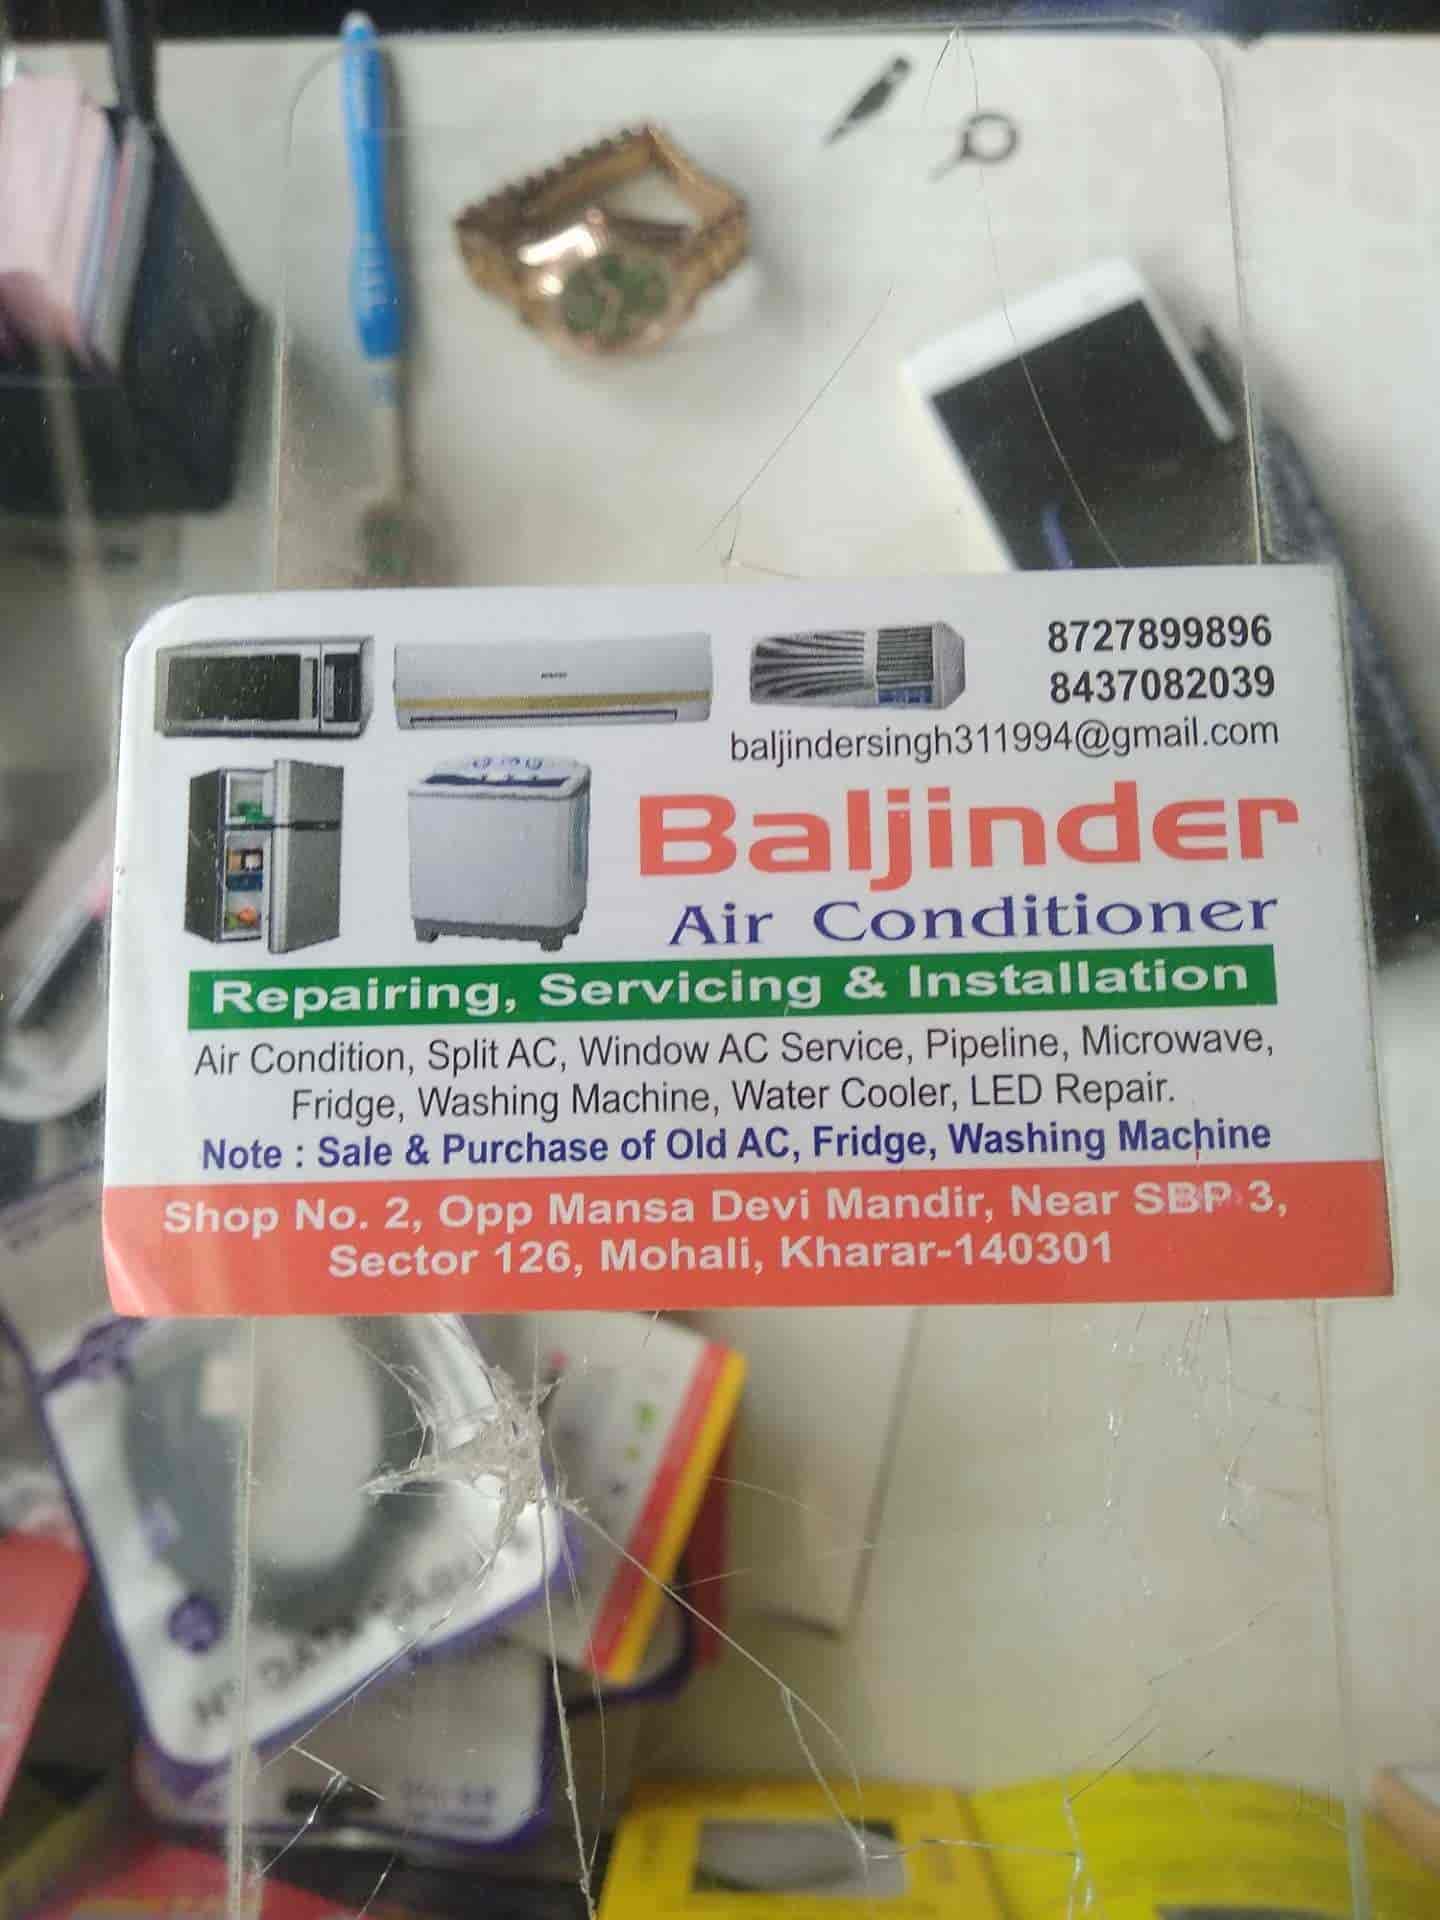 8727899896
8437082039
baljindersingh311994@gmail.com
Baljinder
Air Conditioner
Repairing, Servicing & Installation
Air Condition, Split AC, Window AC Service, Pipeline, Microwave,
Fridge, Washing Machine, Water Cooler, LED Repair.
Note : Sale & Purchase of Old AC, Fridge, Washing Machine
Shop No. 2, Opp Mansa Devi Mandir, Near SBP 3,
Sector 126, Mohali, Kharar-140301